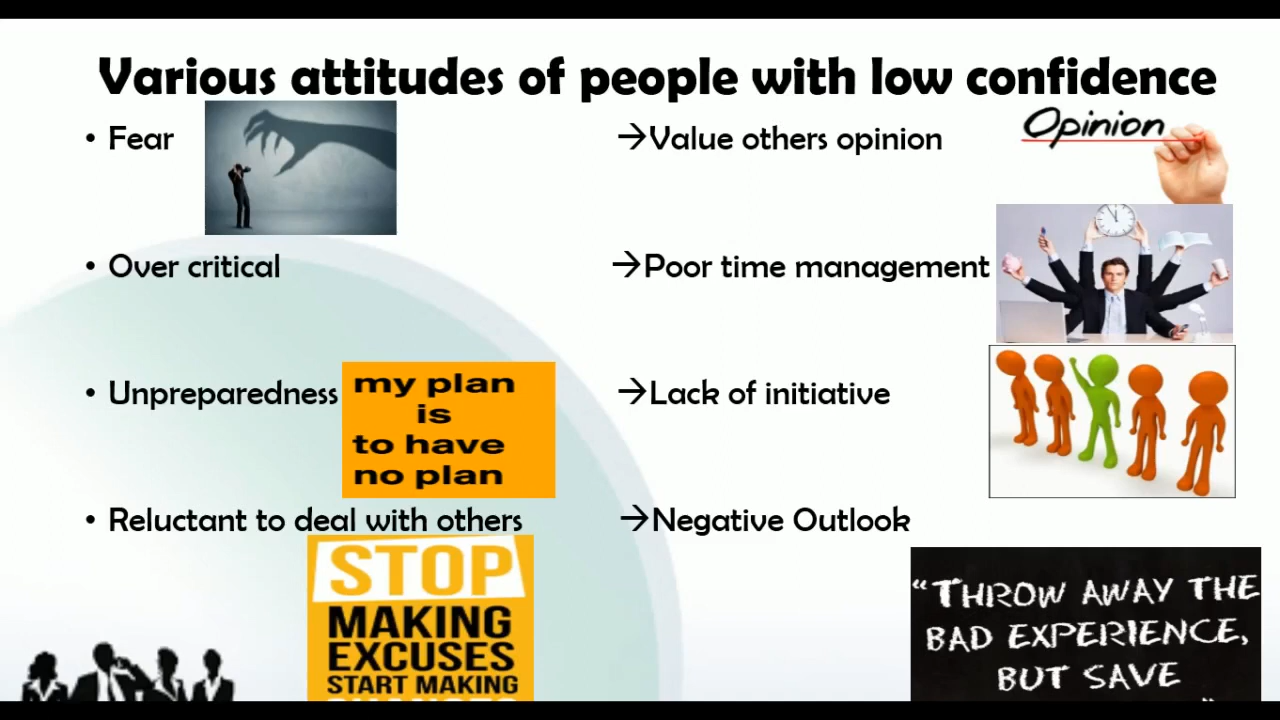 Various attitudes of people with low confidence
• Fear
→Value others opinion
Opinion
• Over critical
→Poor time management
• Unpreparedness
my plan
is
to have
no plan
→Lack of initiative
• Reluctant to deal with others
→Negative Outlook
STOP
MAKING
EXCUSES
START MAKING
“THROW AWAY THE
BAD EXPERIENCE,
BUT SAVE